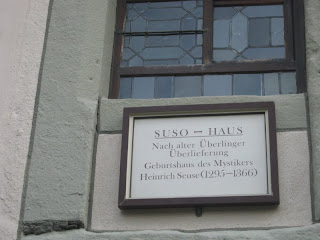 SUSO – HAUS
Nach alter Überlinger
Überlieferung
Geburtshaus des Mystikers
Heinrich Seuse (1295–1366)